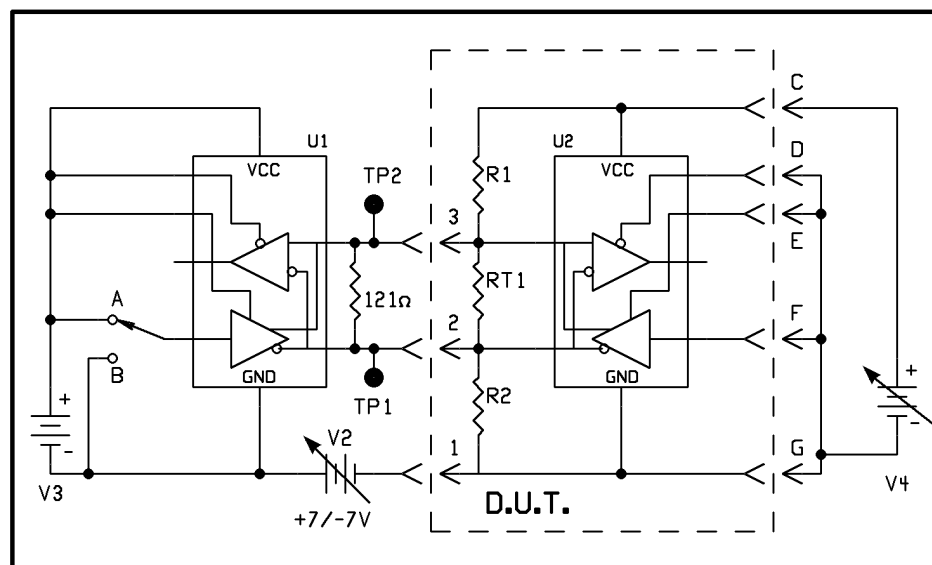 C
U1
U2
VCC
VCC
D
TP2
R1
3
E
RT1
A
121Ω
2
F
B
GND
GND
TP1
R2
+
+
-
V2
1
G
-
V3
V4
+7/-7V
D.U.T.